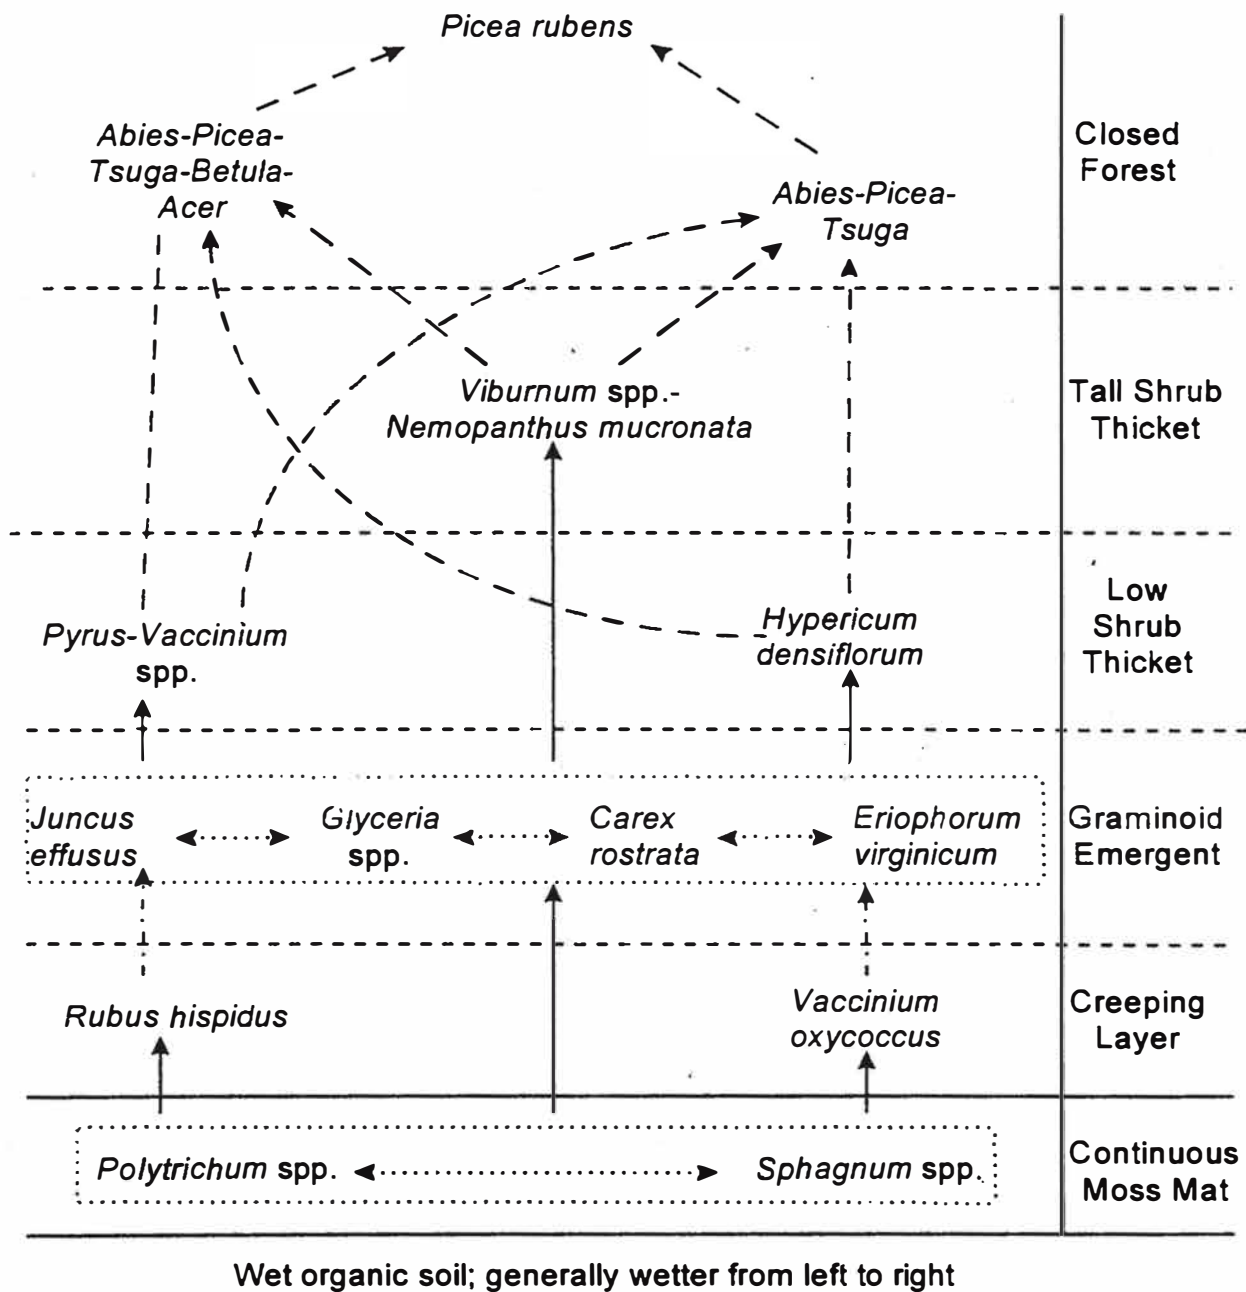 Picea rubens
Abies-Picea-
Tsuga-Betula-
Acer
Abies-Picea-
Tsuga
Closed
Forest
Viburnum spp.-
Nemopanthus mucronata
Tall Shrub
Thicket
Pyrus-Vaccinium
spp.
Hypericum
densiflorum
Low
Shrub
Thicket
Juncus
effusus
Glyceria
spp.
Carex
rostrata
Eriophorum
virginicum
Graminoid
Emergent
Rubus hispidus
Vaccinium
oxycoccus
Creeping
Layer
Polytrichum spp.
Sphagnum spp.
Continuous
Moss Mat
Wet organic soil; generally wetter from left to right